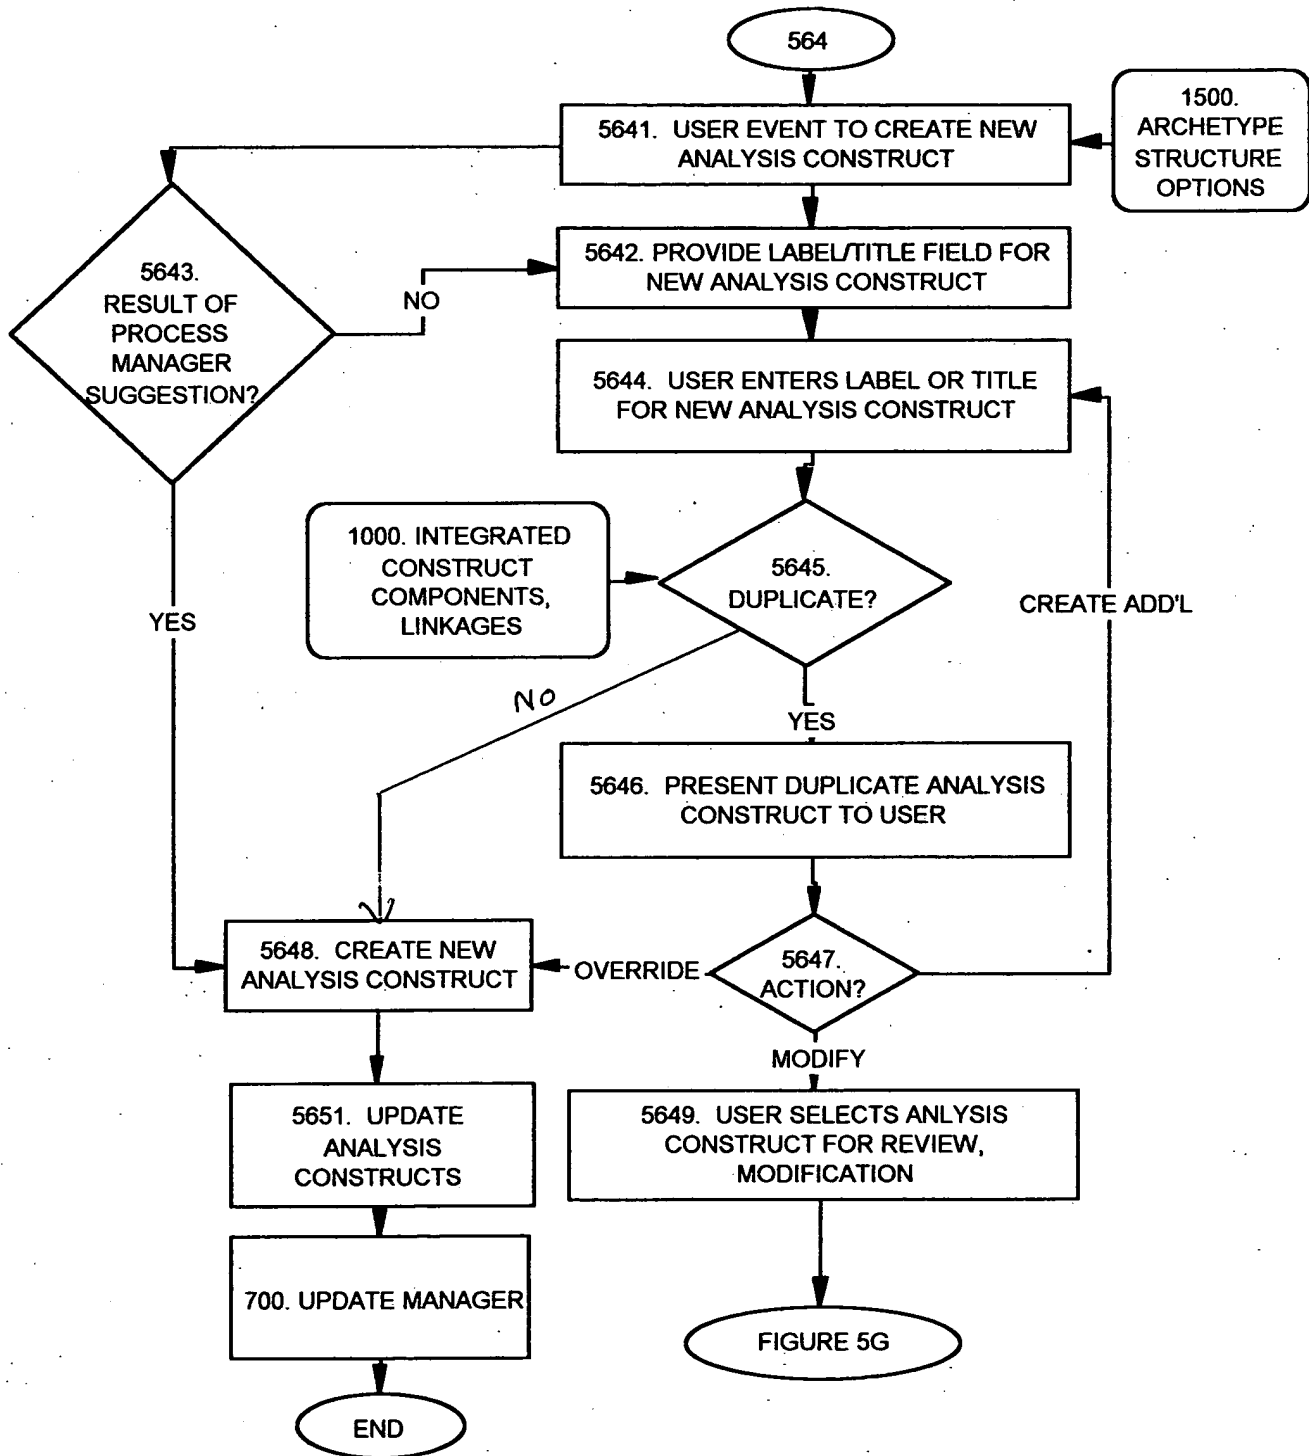 564
5641. USER EVENT TO CREATE NEW
ANALYSIS CONSTRUCT
1500.
ARCHETYPE
STRUCTURE
OPTIONS
5642. PROVIDE LABEL/TITLE FIELD FOR
NEW ANALYSIS CONSTRUCT
5643.
RESULT OF
PROCESS
MANAGER
SUGGESTION?
NO
5644. USER ENTERS LABEL OR TITLE
FOR NEW ANALYSIS CONSTRUCT
1000. INTEGRATED
CONSTRUCT
COMPONENTS,
LINKAGES
5645.
DUPLICATE?
CREATE ADD'L
YES
NO
YES
5646. PRESENT DUPLICATE ANALYSIS
CONSTRUCT TO USER
5648. CREATE NEW
ANALYSIS CONSTRUCT
OVERRIDE
5647.
ACTION?
MODIFY
5651. UPDATE
ANALYSIS
CONSTRUCTS
5649. USER SELECTS ANLYSIS
CONSTRUCT FOR REVIEW,
MODIFICATION
700. UPDATE MANAGER
FIGURE 5G
END